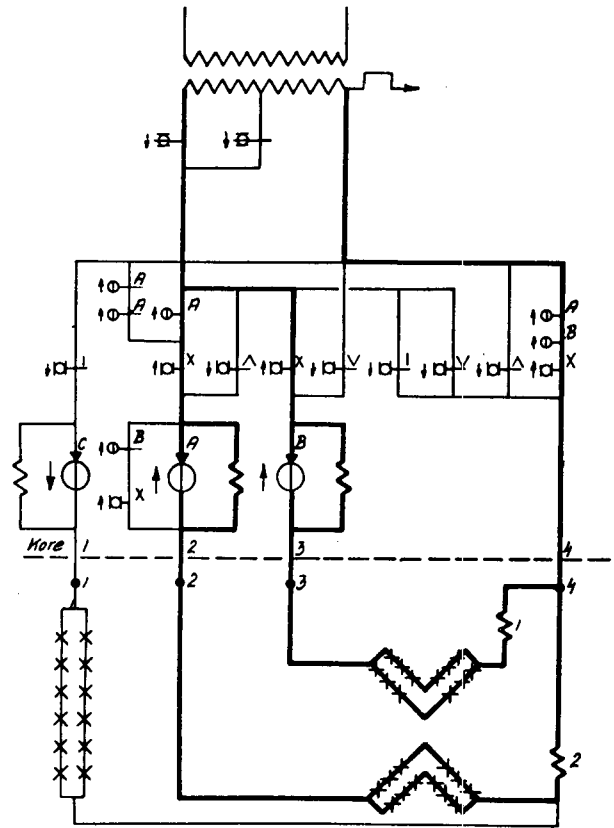 A
A A A
B
I X Λ X V I V Λ X
C B A B
X
Kore 1 2 3 4
1 2 3 4
1
2